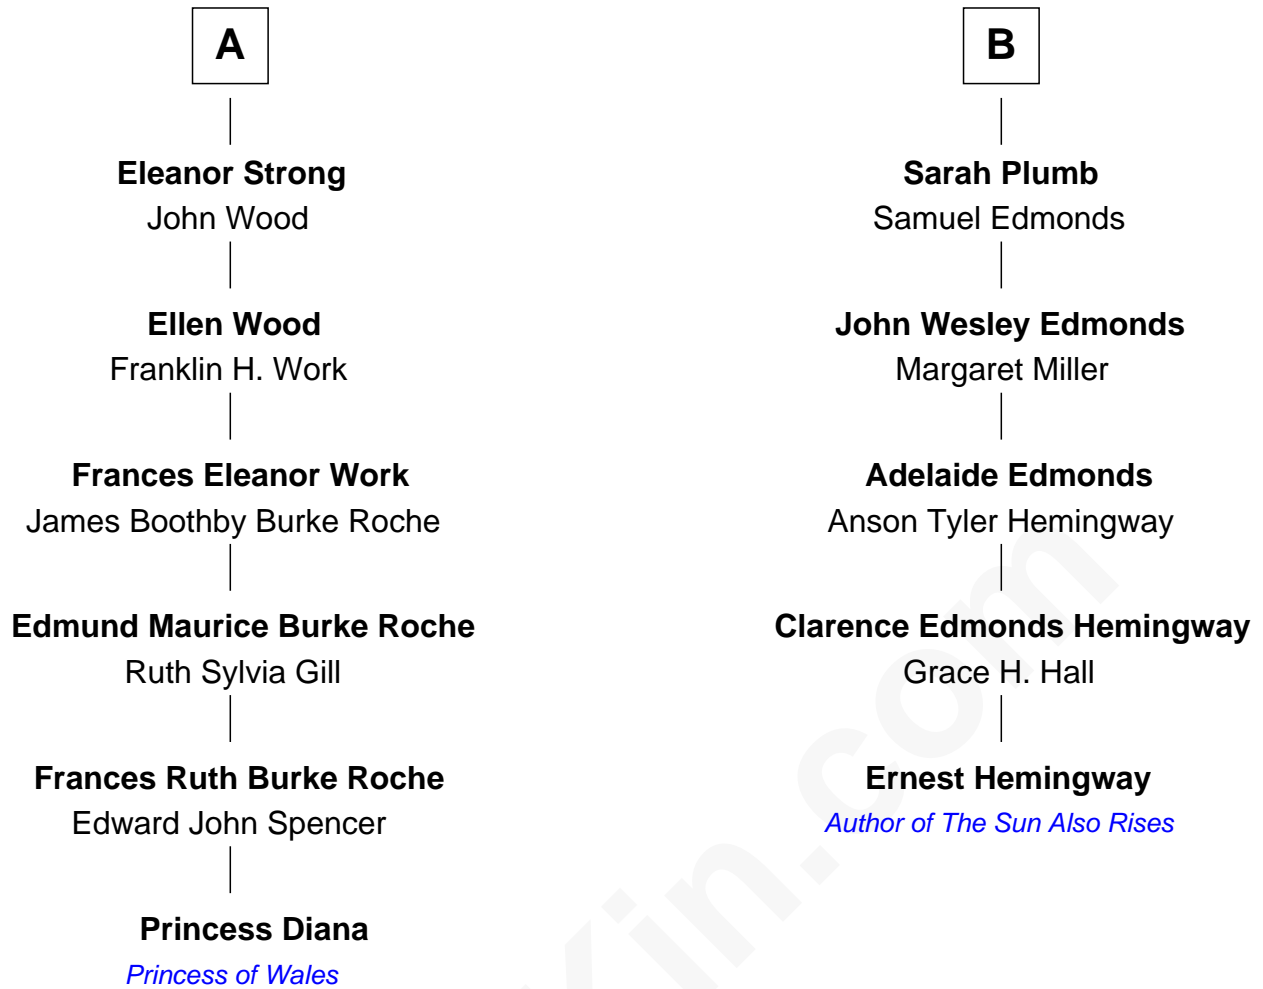 A
B
Eleanor Strong
John Wood
Sarah Plumb
Samuel Edmonds
Ellen Wood
Franklin H. Work
John Wesley Edmonds
Margaret Miller
Frances Eleanor Work
James Boothby Burke Roche
Adelaide Edmonds
Anson Tyler Hemingway
Edmund Maurice Burke Roche
Ruth Sylvia Gill
Clarence Edmonds Hemingway
Grace H. Hall
Frances Ruth Burke Roche
Edward John Spencer
Ernest Hemingway
Author of The Sun Also Rises
Princess Diana
Princess of Wales
Kin.com